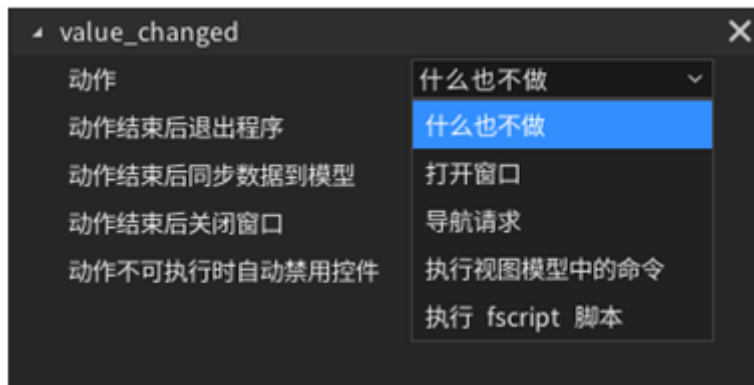 value_changed
动作 什么也不做
动作结束后退出程序 什么也不做
动作结束后同步数据到模型 打开窗口
动作结束后关闭窗口 导航请求
动作不可执行时自动禁用控件 执行视图模型中的命令
执行 fscript 脚本